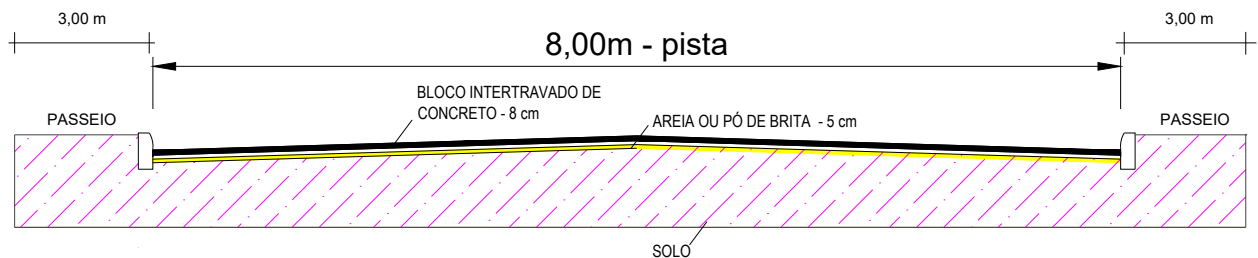 3,00 m
3,00 m
8,00m - pista
BLOCO INTERTRAVADO DE
CONCRETO - 8 cm
PASSEIO
AREIA OU PÓ DE BRITA - 5 cm
PASSEIO
SOLO